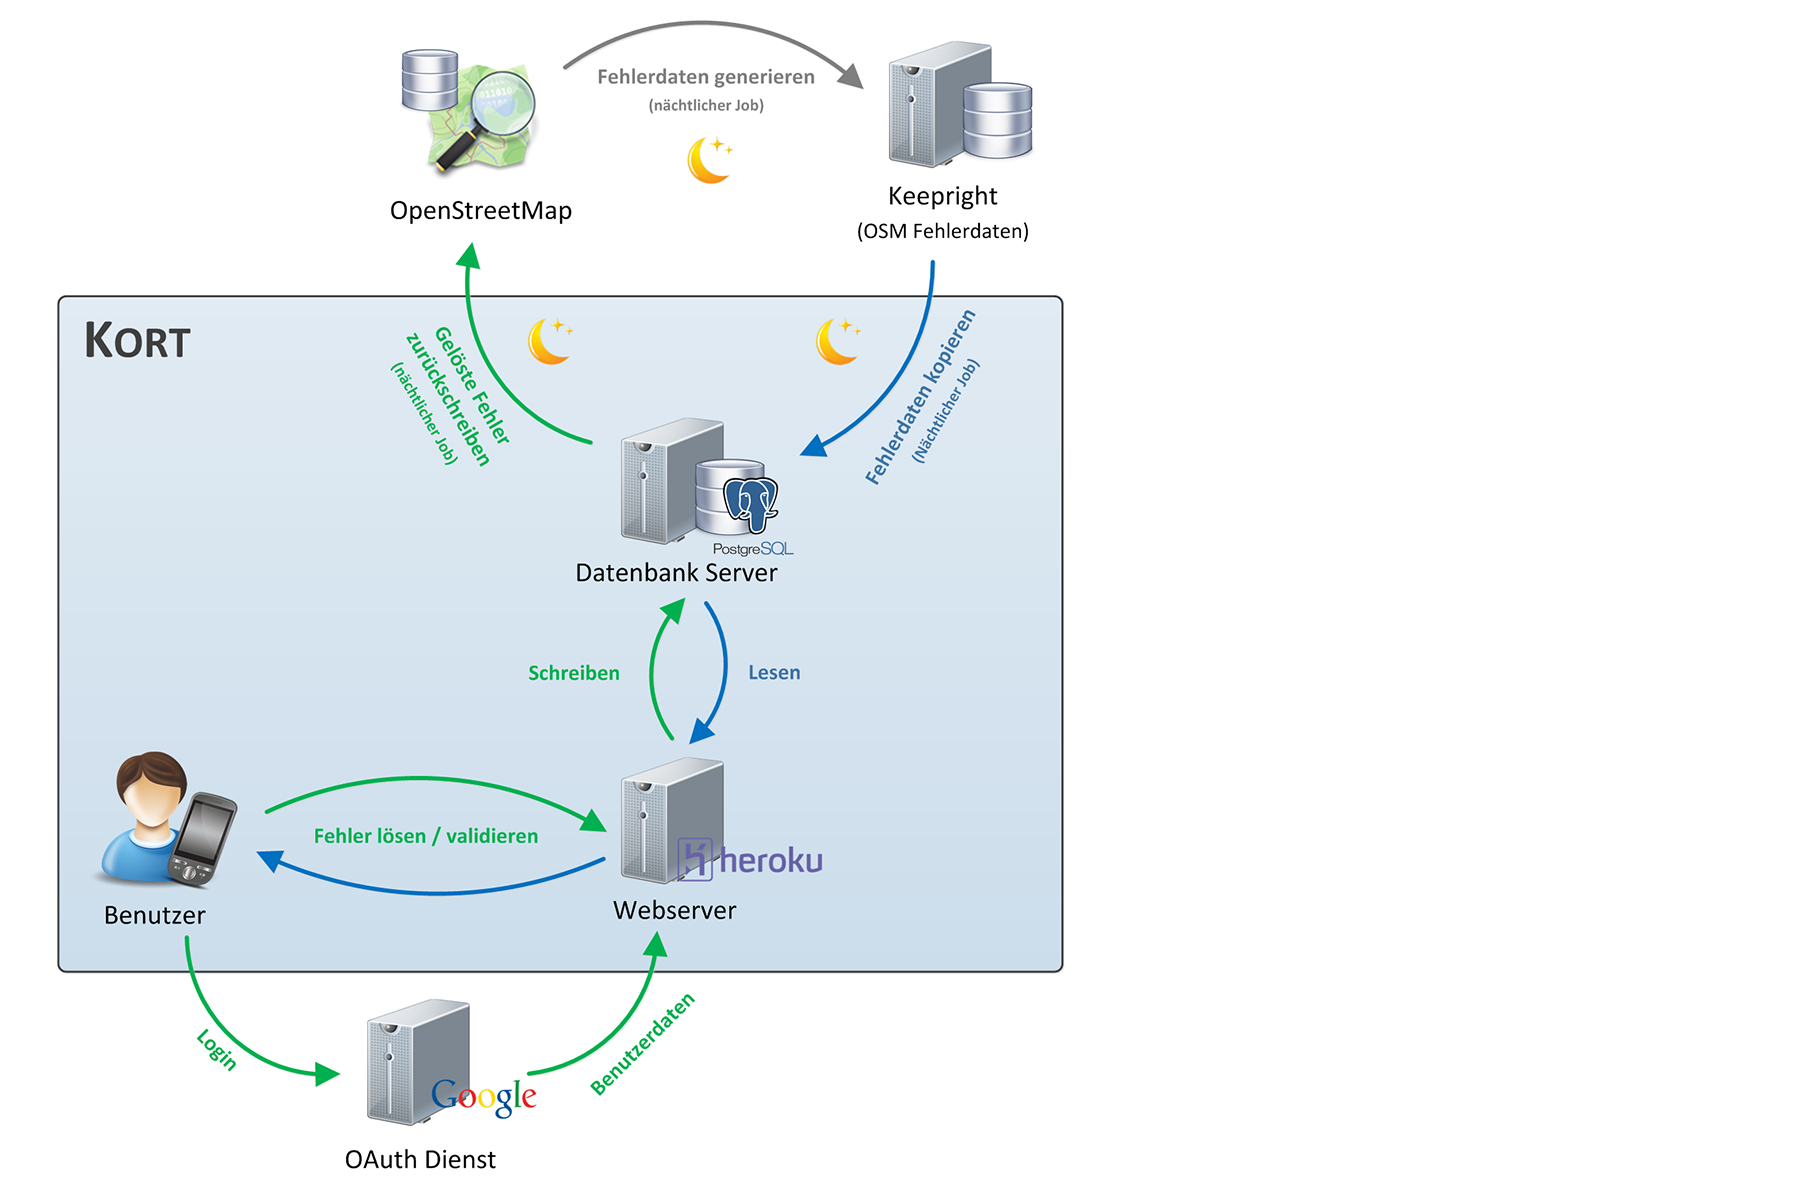 Fehlerdaten generieren
(nächtlicher Job)
OpenStreetMap
Keepright
(OSM Fehlerdaten)
KORT
Gelöste Fehler
zurückschreiben
(nächtlicher Job)
Fehlerdaten kopieren
(Nächtlicher Job)
PostgreSQL
Datenbank Server
Schreiben
Lesen
Fehler lösen / validieren
heroku
Benutzer
Webserver
Login
Benutzerdaten
Google
OAuth Dienst